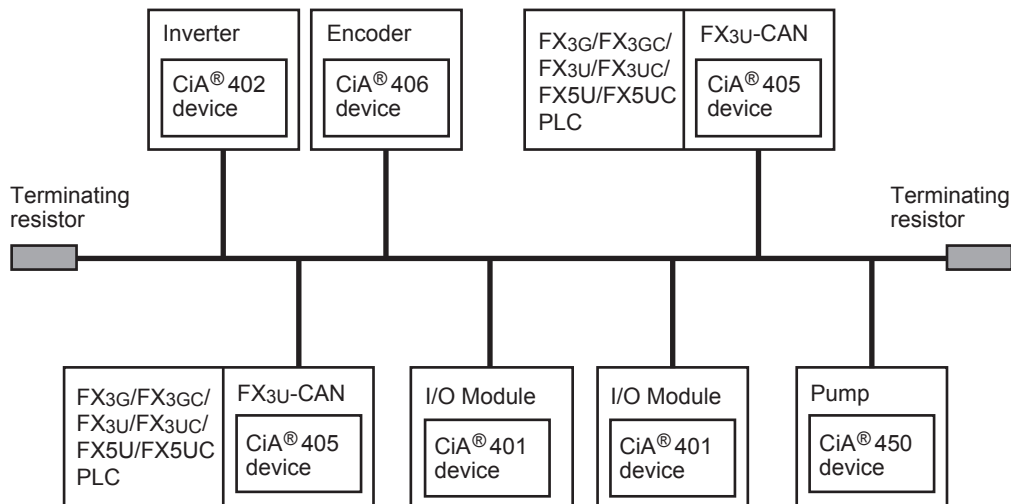 Inverter
CiA® 402
device
Encoder
CiA® 406
device
FX3G/FX3GC/
FX3U/FX3UC/
FX5U/FX5UC
PLC
FX3U-CAN
CiA® 405
device
Terminating
resistor
Terminating
resistor
FX3G/FX3GC/
FX3U/FX3UC/
FX5U/FX5UC
PLC
FX3U-CAN
CiA® 405
device
I/O Module
CiA® 401
device
I/O Module
CiA® 401
device
Pump
CiA® 450
device